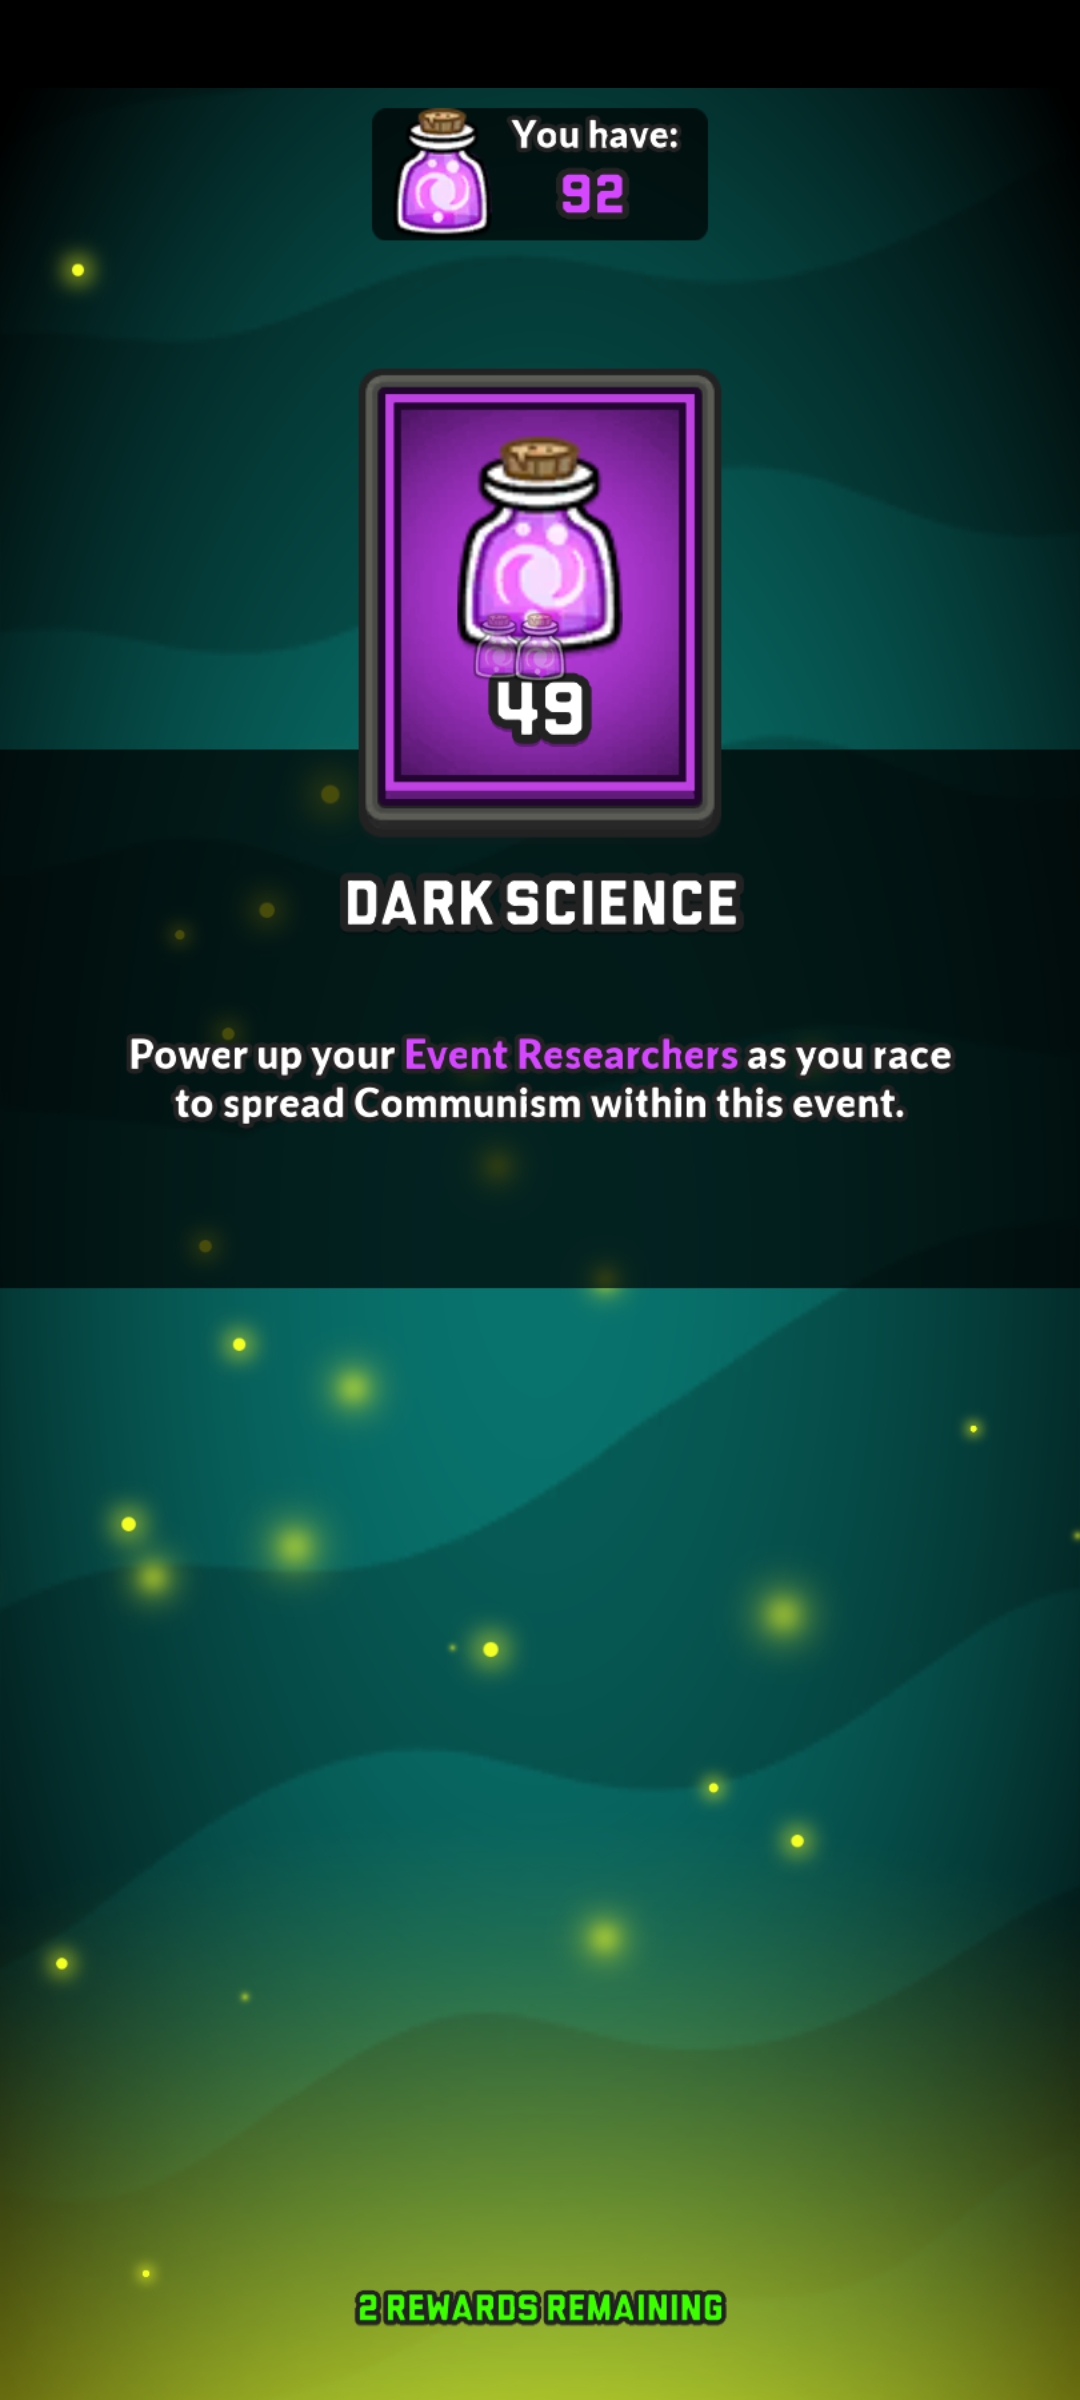 You have:
92
49
DARK SCIENCE
Power up your Event Researchers as you race
to spread Communism within this event.
2 REWARDS REMAINING